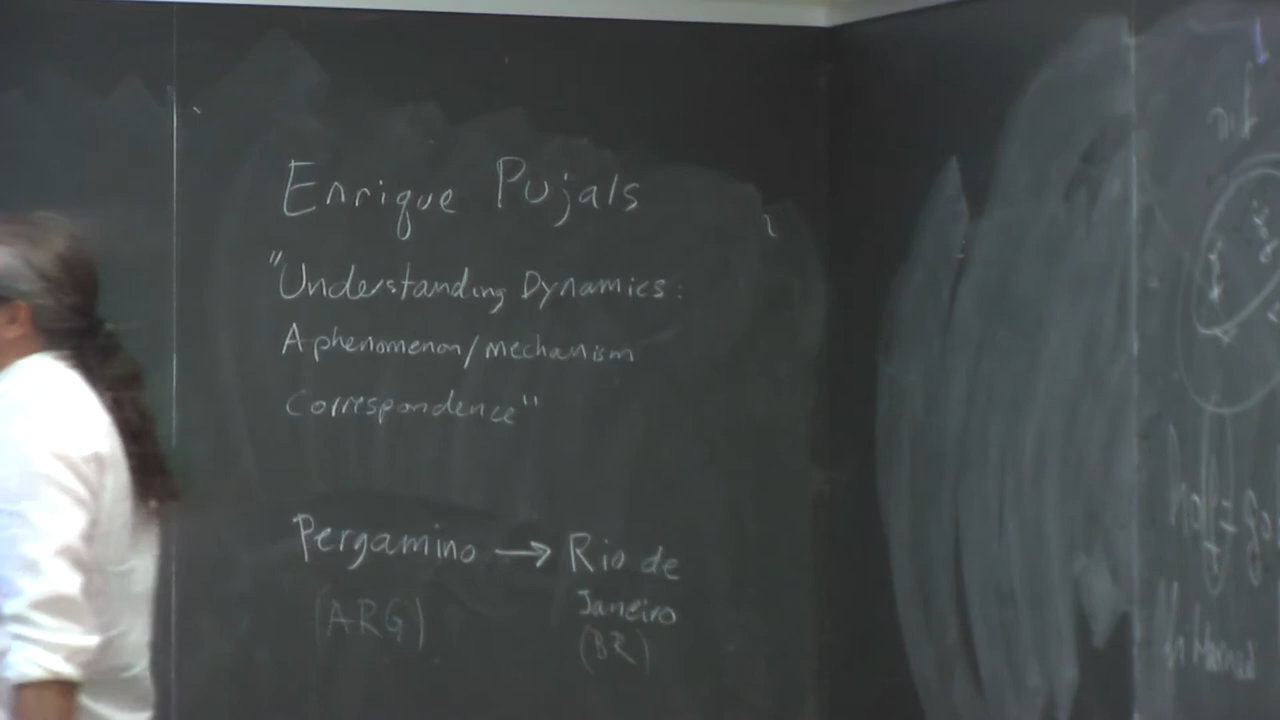 Enrique Pujals
"Understanding Dynamics:
A phenomenon/mechanism
correspondence"
Pergamino → Rio de
Janeiro
(ARG)
(BR)